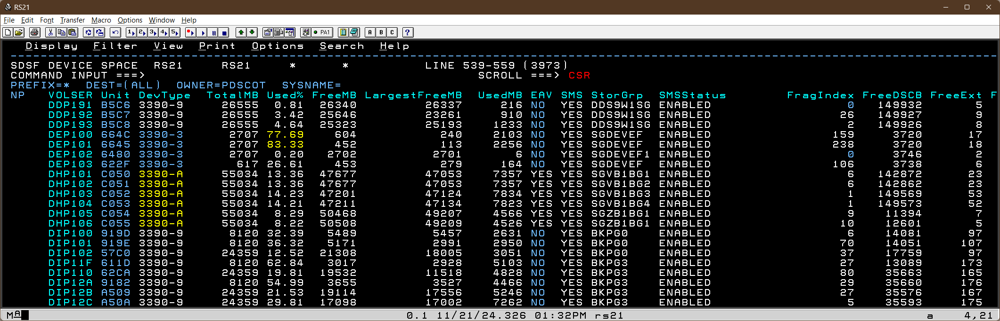 RS21
File Edit Font Transfer Macro Options Window Help
1 2 3 4 5 PA1 A B C ?
Display Filter View Print Options Search Help
SDSF DEVICE SPACE RS21 RS21 * * LINE 539-559 (3973)
COMMAND INPUT ===> SCROLL ===> CSR
PREFIX=* DEST=(ALL) OWNER=PDSCOT SYSNAME=
NP VOLSER Unit DevType TotalMB Used% FreeMB LargestFreeMB UsedMB EAV SMS StorGrp SMSStatus FragIndex FreeDSCB FreeExt F
DDP191 B5C6 3390-9 26555 0.81 26340 26337 216 NO YES DDS9W1SG ENABLED 0 149932 5
DDP192 B5C7 3390-9 26555 3.42 25646 23261 910 NO YES DDS9W1SG ENABLED 26 149927 9
DDP193 B5C8 3390-9 26555 4.64 25323 25193 1233 NO YES DDS9W1SG ENABLED 2 149926 8
DEP100 664C 3390-3 2707 77.69 604 240 2103 NO YES SGDEVEF ENABLED 159 3720 17
DEP101 6645 3390-3 2707 83.33 452 113 2256 NO YES SGDEVEF ENABLED 238 3720 18
DEP102 6480 3390-3 2707 0.20 2702 2701 6 NO YES SGDEVEF1 ENABLED 0 3746 2
DEP103 622F 3390-3 617 26.61 453 279 164 NO YES SGDEVEF ENABLED 106 3738 6
DHP101 C050 3390-A 55034 13.36 47677 47053 7357 YES YES SGVB1BG1 ENABLED 6 142872 23
DHP102 C051 3390-A 55034 13.36 47677 47053 7357 YES YES SGVB1BG2 ENABLED 6 142862 23
DHP103 C052 3390-A 55034 14.23 47201 47124 7834 YES YES SGVB1BG3 ENABLED 1 149569 53
DHP104 C053 3390-A 55034 14.21 47211 47134 7823 YES YES SGVB1BG4 ENABLED 1 149573 52
DHP105 C054 3390-A 55034 8.29 50468 49207 4566 YES YES SGZB1BG1 ENABLED 9 11394 7
DHP106 C055 3390-A 55034 8.22 50508 49209 4526 YES YES SGZB1BG1 ENABLED 10 12601 5
DIP100 919D 3390-9 8120 32.39 5489 5457 2631 NO YES BKPG0 ENABLED 6 14081 97
DIP101 919E 3390-9 8120 36.32 5171 2991 2950 NO YES BKPG0 ENABLED 70 14051 107
DIP102 57C0 3390-9 24359 12.52 21308 18005 3051 NO YES BKPG0 ENABLED 37 17759 97
DIP11F 611D 3390-9 8120 62.84 3017 2928 5103 NO YES BKPG3 ENABLED 27 13089 173
DIP110 62CA 3390-9 24359 19.81 19532 11518 4828 NO YES BKPG3 ENABLED 80 35663 165
DIP12A 9182 3390-9 8120 54.99 3655 3527 4466 NO YES BKPG3 ENABLED 29 35660 176
DIP12B A509 3390-9 24359 21.53 19114 17556 5246 NO YES BKPG3 ENABLED 27 35576 167
DIP12C A50A 3390-9 24359 29.81 17098 17002 7262 NO YES BKPG3 ENABLED 5 35593 175
MA 0.1 11/21/24.326 01:32PM rs21 a 4,21